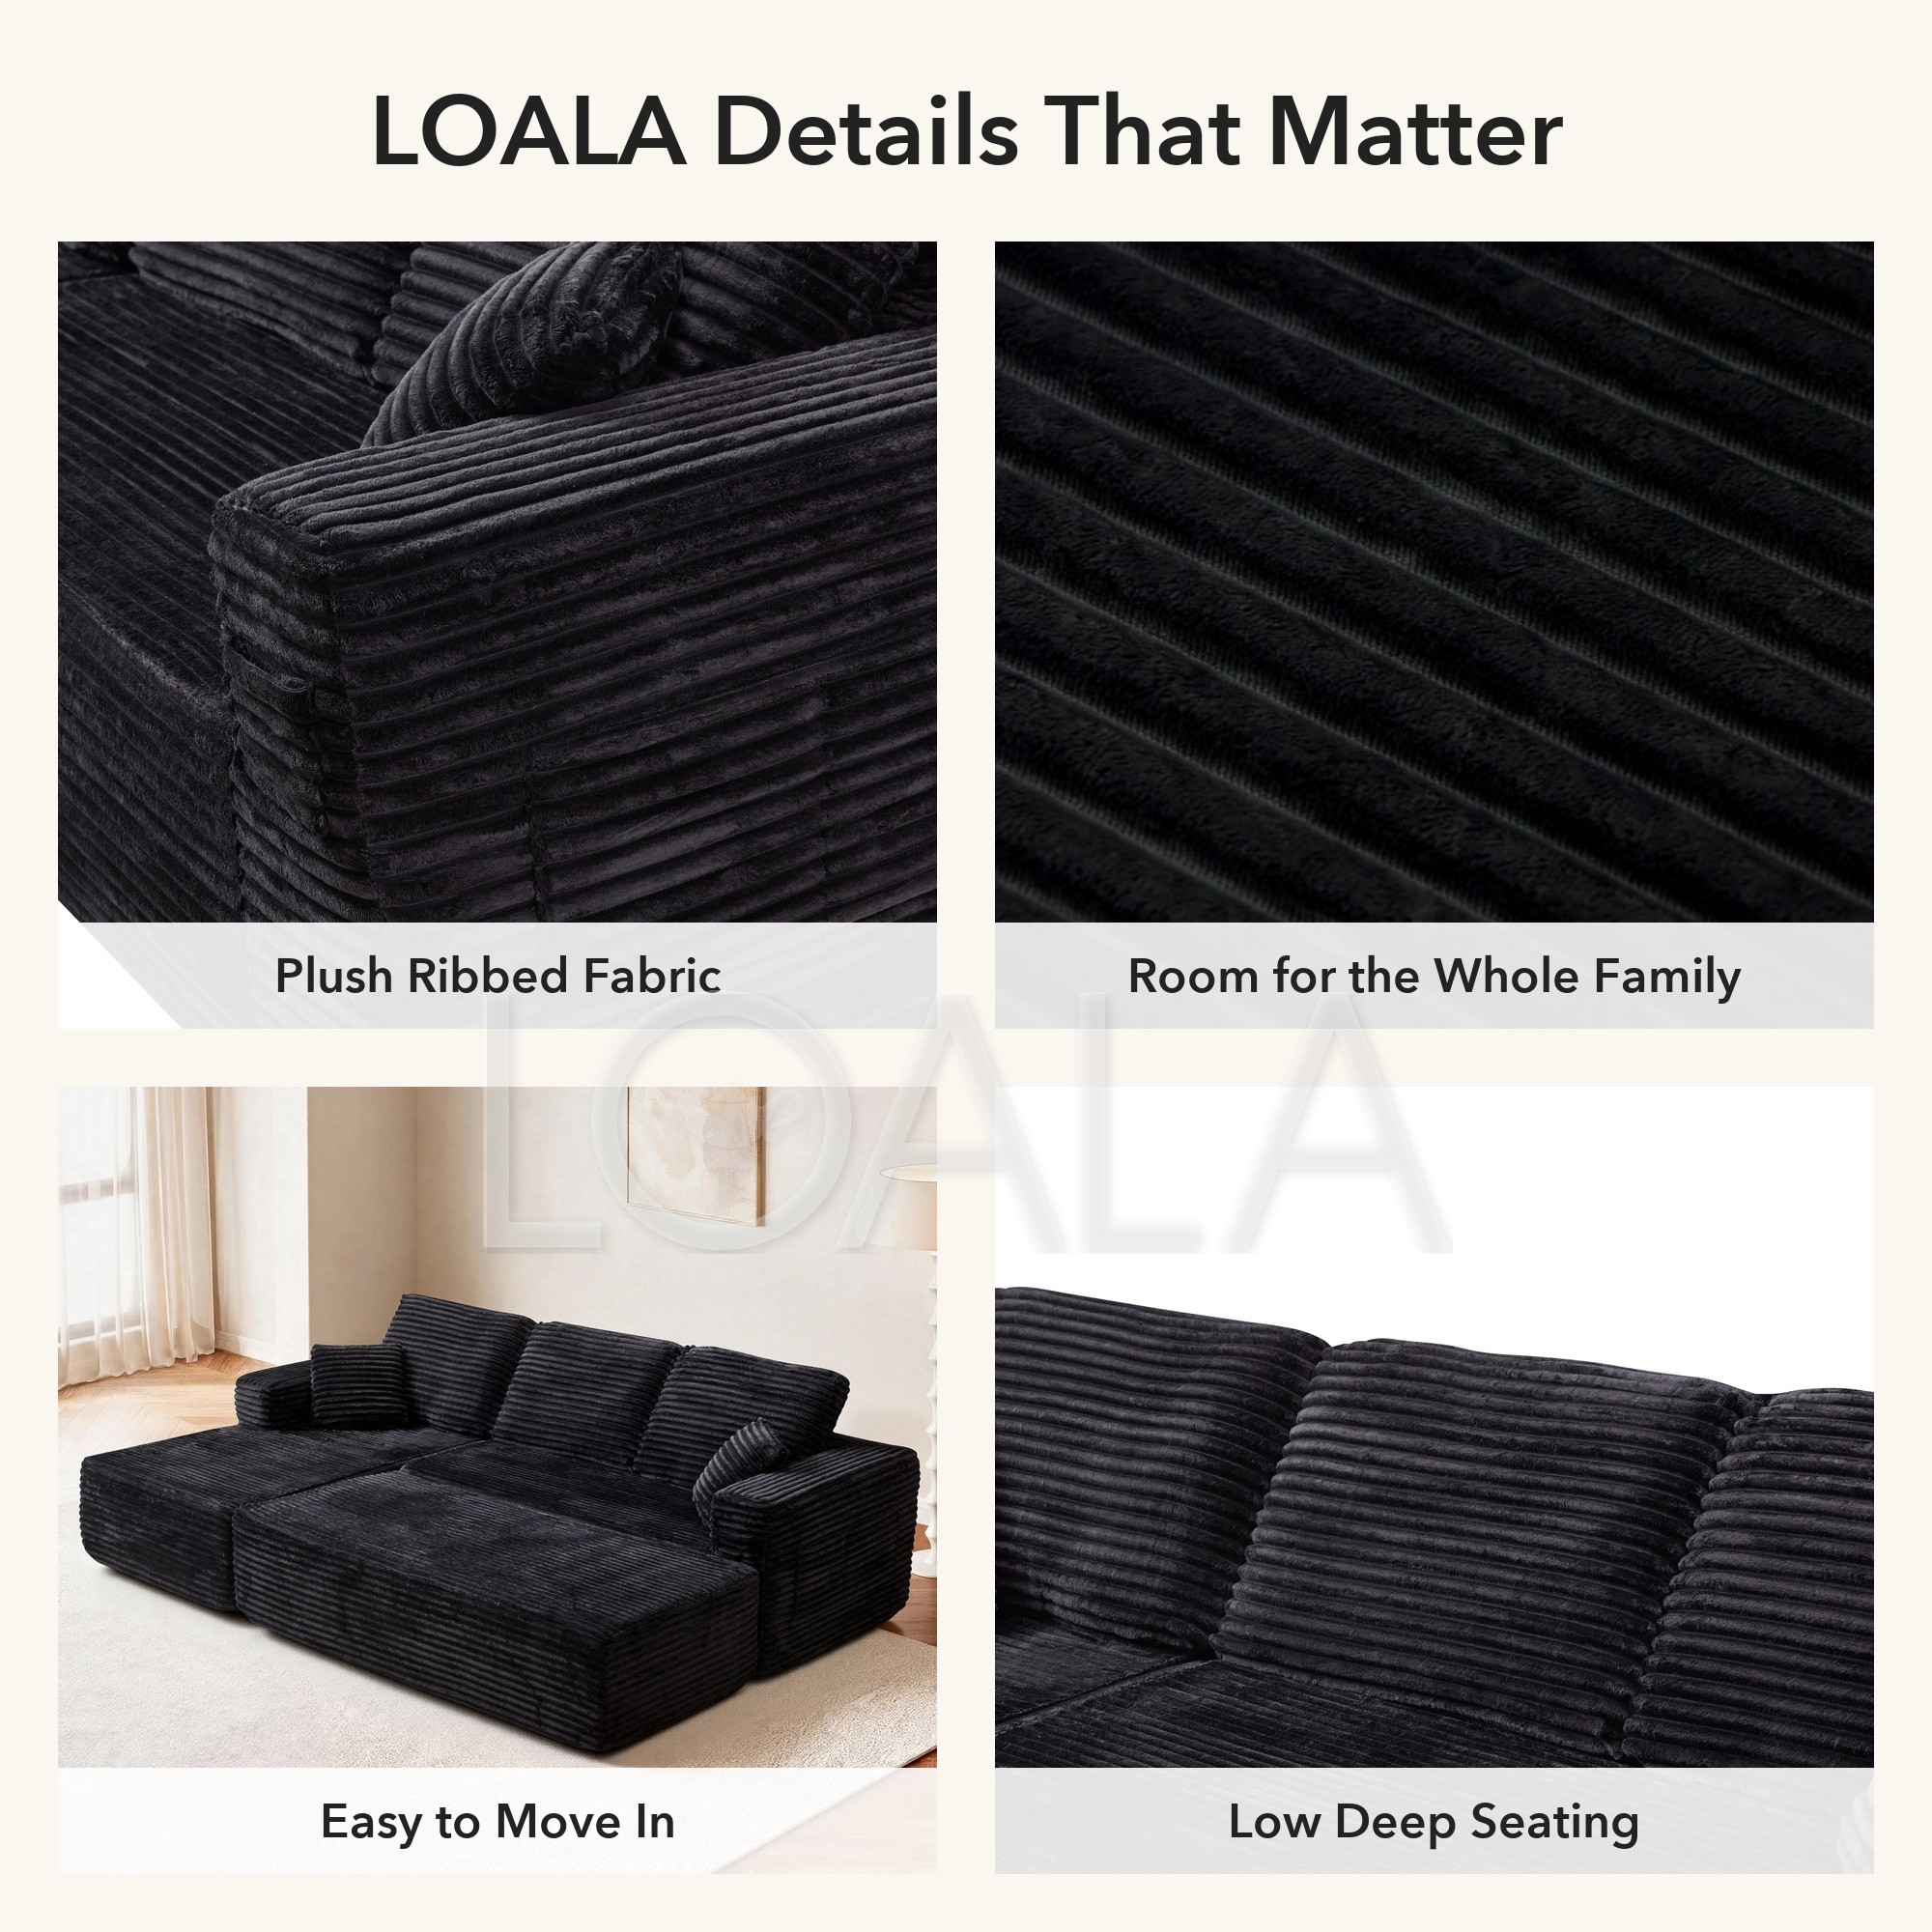 LOALA Details That Matter
Plush Ribbed Fabric
Room for the Whole Family
LOALA
Easy to Move In
Low Deep Seating